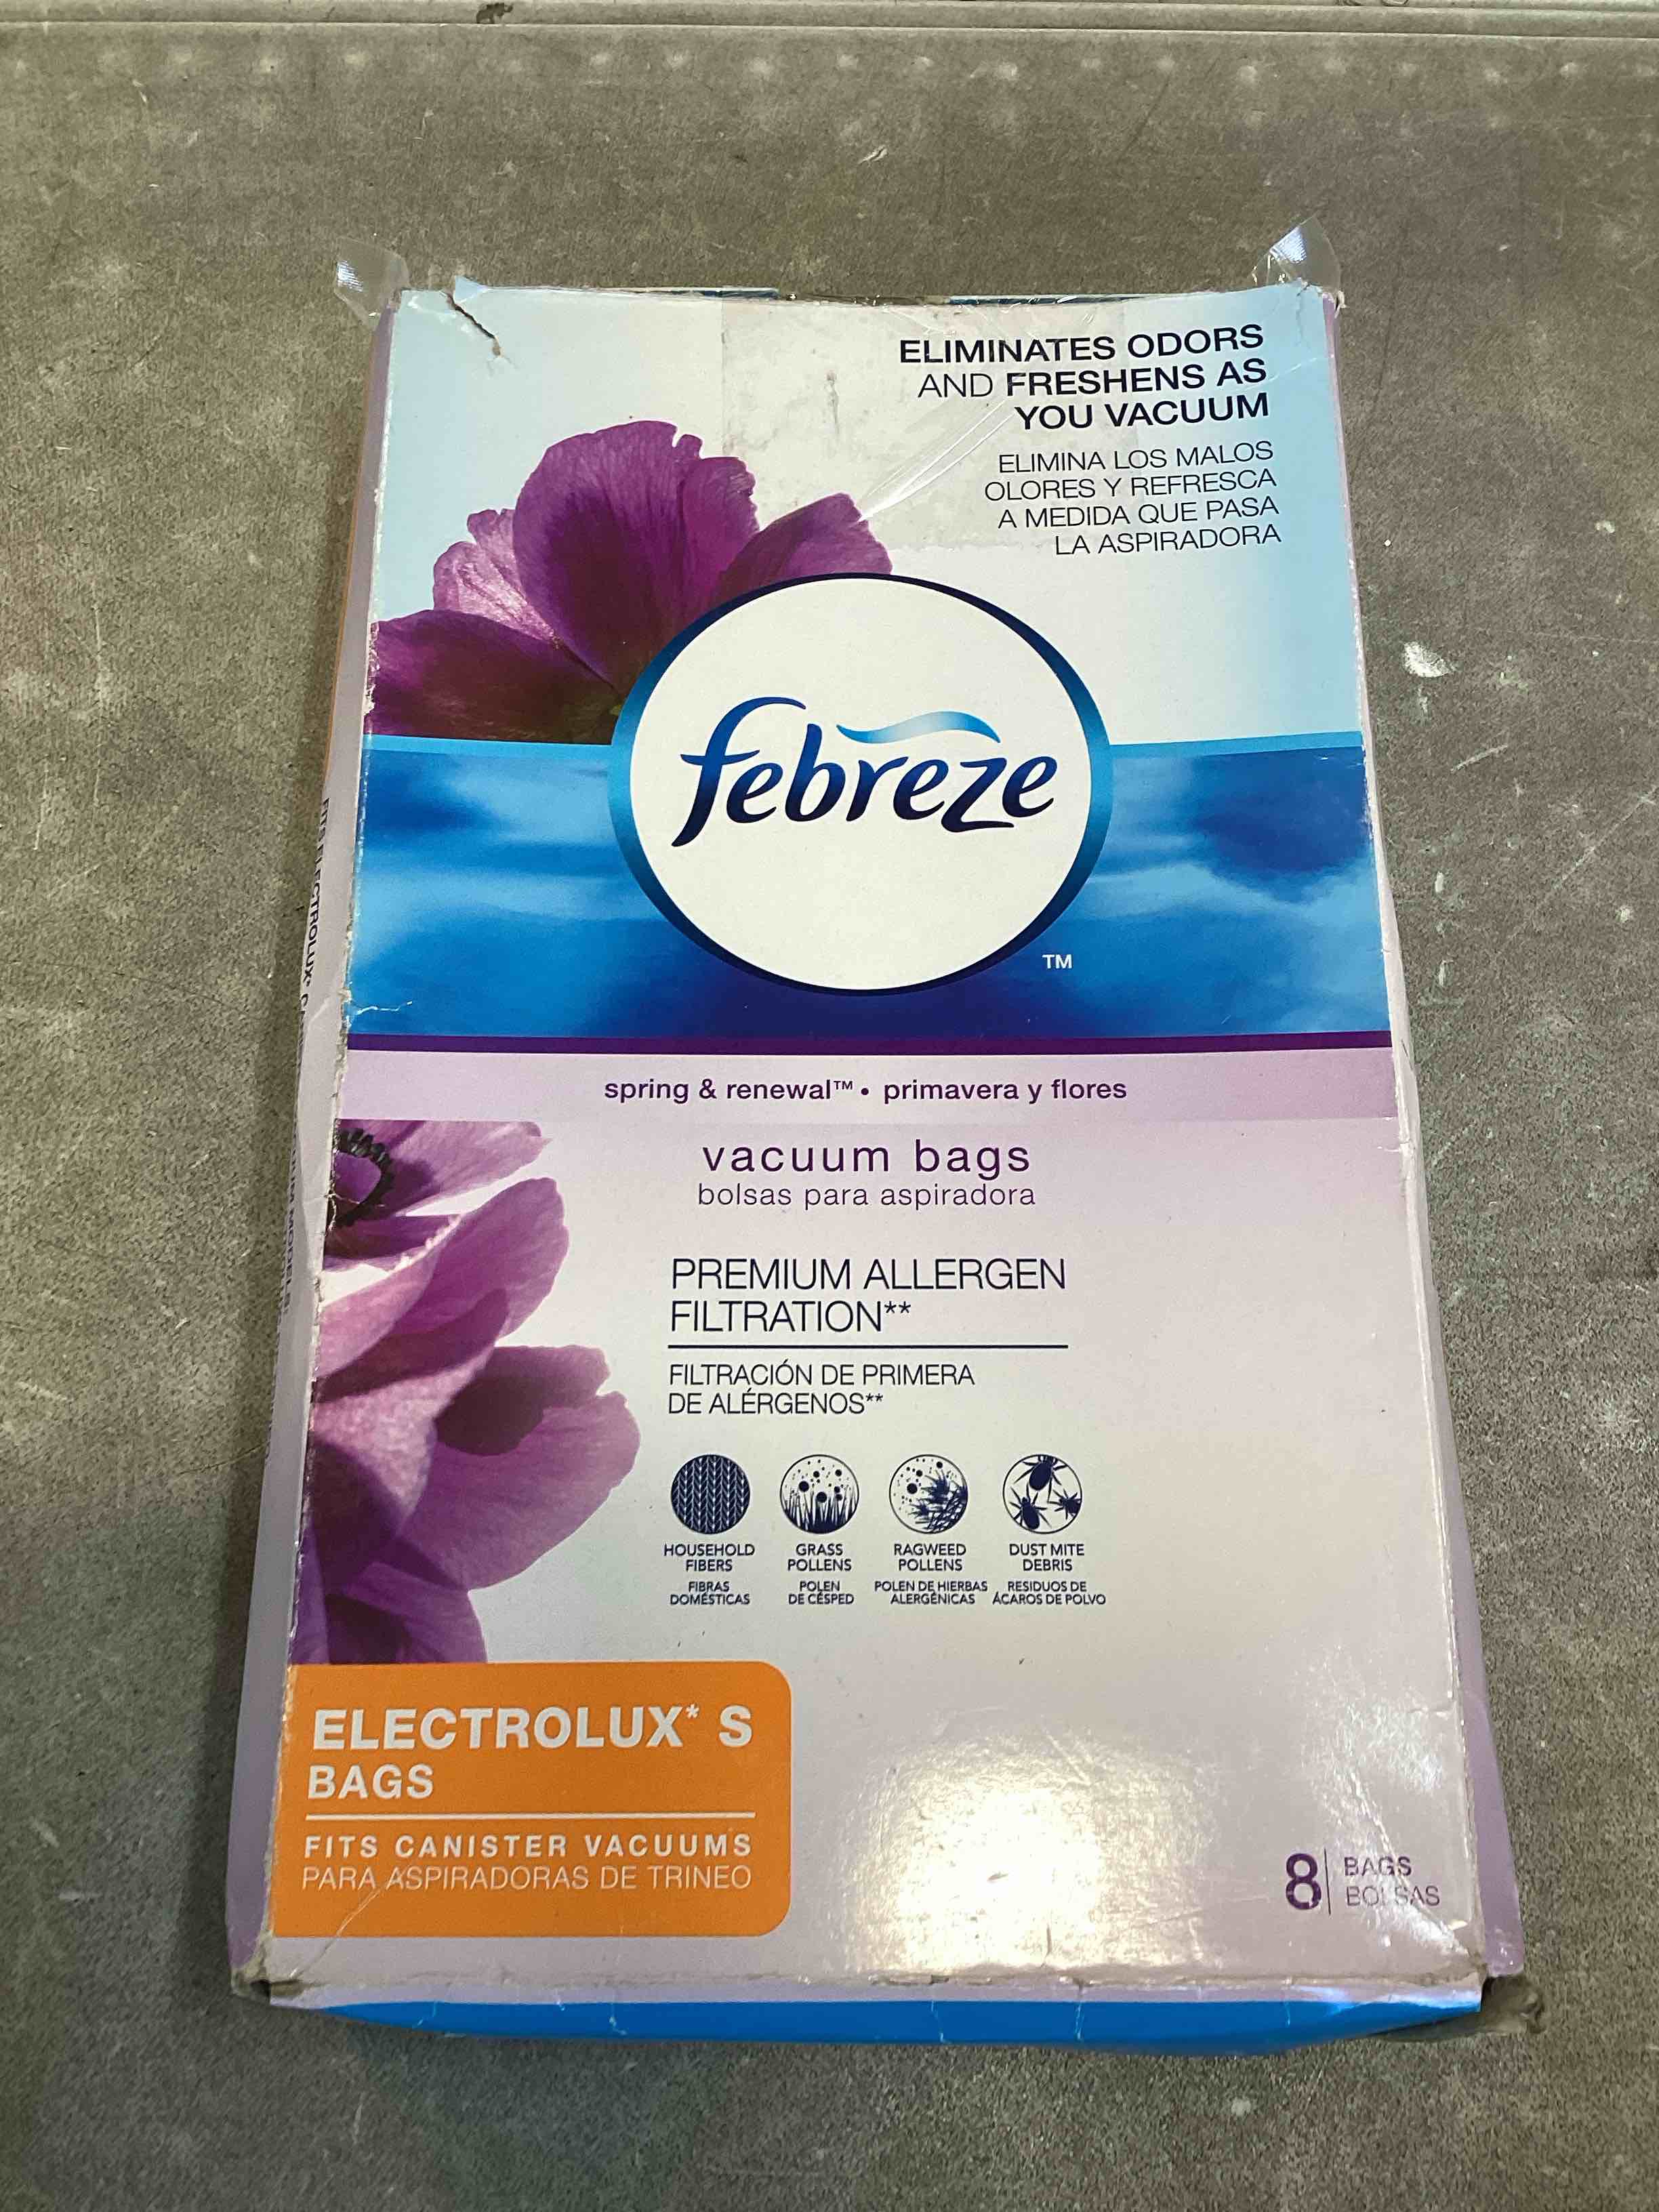 ELIMINATES ODORS
AND FRESHENS AS
YOU VACUUM
ELIMINA LOS MALOS
OLORES Y REFRESCA
A MEDIDA QUE PASA
LA ASPIRADORA
febreze
TM
spring & renewal™ • primavera y flores
vacuum bags
bolsas para aspiradora
PREMIUM ALLERGEN
FILTRATION**
FILTRACIÓN DE PRIMERA
DE ALÉRGENOS**
HOUSEHOLD
FIBERS
FIBRAS
DOMÉSTICAS
GRASS
POLLENS
POLEN
DE CÉSPED
RAGWEED
POLLENS
POLEN DE HIERBAS
ALERGÉNICAS
DUST MITE
DEBRIS
RESIDUOS DE
ÁCAROS DE POLVO
ELECTROLUX* S
BAGS
FITS CANISTER VACUUMS
PARA ASPIRADORAS DE TRINEO
8
BAGS
BOLSAS
FITS ELECTROLUX*